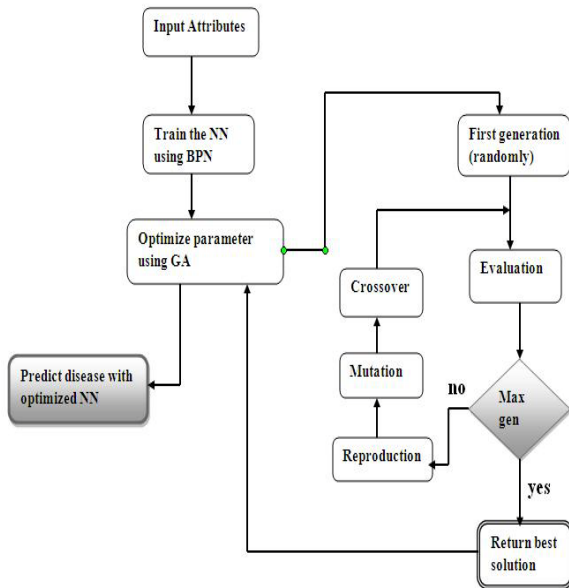 Input Attributes
Train the NN
using BPN
Optimize parameter
using GA
Predict disease with
optimized NN
First generation
(randomly)
Evaluation
Crossover
Mutation
Reproduction
no
Max
gen
yes
Return best
solution